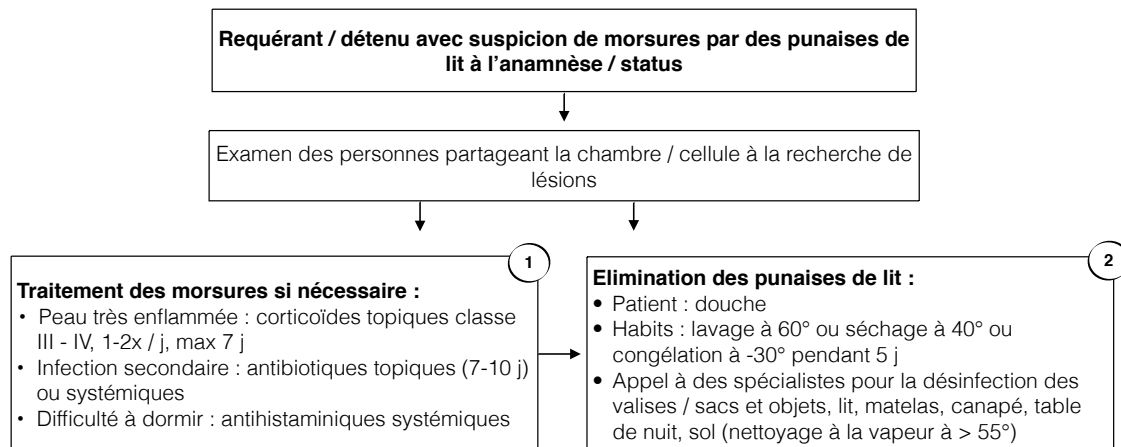 Requérant / détenu avec suspicion de morsures par des punaises de
lit à l’anamnèse / status
Examen des personnes partageant la chambre / cellule à la recherche de
lésions
1
Traitement des morsures si nécessaire :
• Peau très enflammée : corticoïdes topiques classe
III - IV, 1-2x / j, max 7 j
• Infection secondaire : antibiotiques topiques (7-10 j)
ou systémiques
• Difficulté à dormir : antihistaminiques systémiques
2
Elimination des punaises de lit :
• Patient : douche
• Habits : lavage à 60° ou séchage à 40° ou
congélation à -30° pendant 5 j
• Appel à des spécialistes pour la désinfection des
valises / sacs et objets, lit, matelas, canapé, table
de nuit, sol (nettoyage à la vapeur à > 55°)